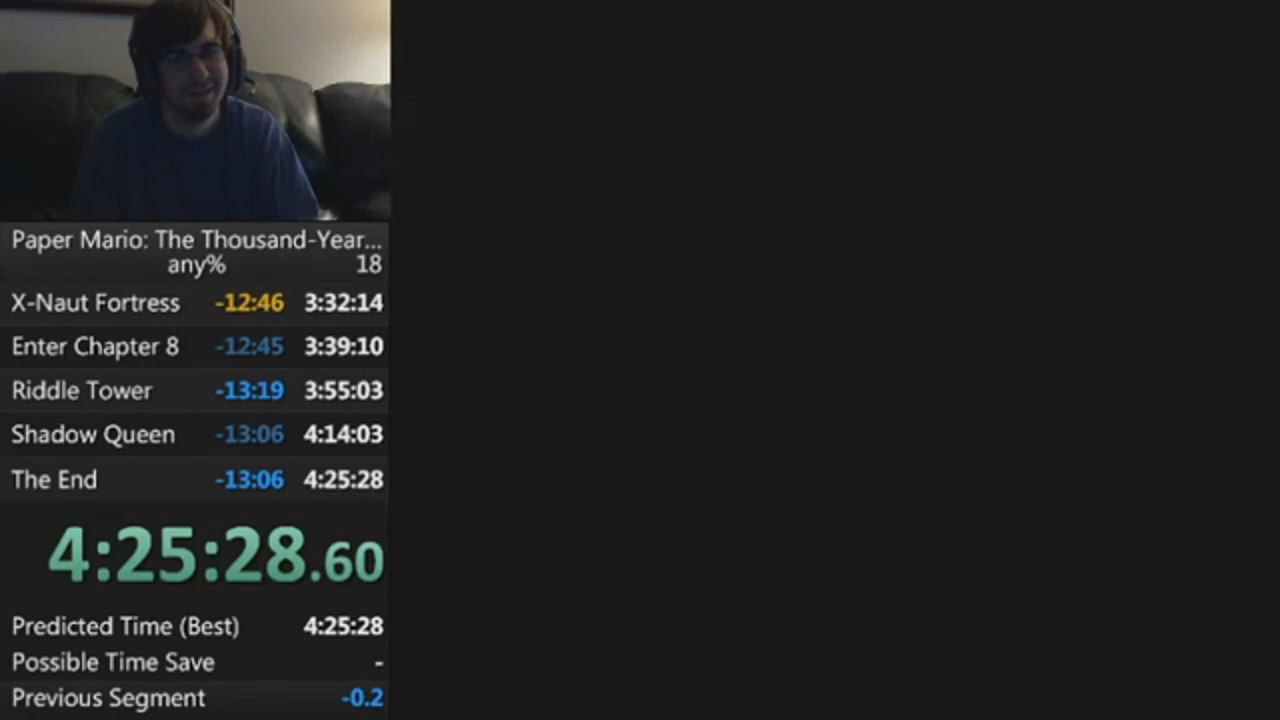 Paper Mario: The Thousand-Year...
any% 18
X-Naut Fortress -12:46 3:32:14
Enter Chapter 8 -12:45 3:39:10
Riddle Tower -13:19 3:55:03
Shadow Queen -13:06 4:14:03
The End -13:06 4:25:28
4:25:28.60
Predicted Time (Best) 4:25:28
Possible Time Save -
Previous Segment -0.2